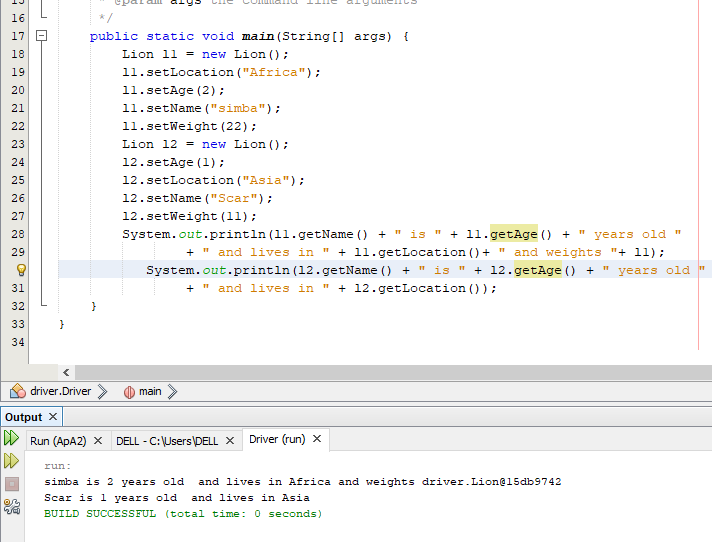 15 * @param args the command line arguments
16 */
17 public static void main(String[] args) {
18 Lion l1 = new Lion();
19 l1.setLocation("Africa");
20 l1.setAge(2);
21 l1.setName("simba");
22 l1.setWeight(22);
23 Lion l2 = new Lion();
24 l2.setAge(1);
25 l2.setLocation("Asia");
26 l2.setName("Scar");
27 l2.setWeight(11);
28 System.out.println(l1.getName() + " is " + l1.getAge() + " years old "
29 + " and lives in " + l1.getLocation()+ " and weights "+ l1);
System.out.println(l2.getName() + " is " + l2.getAge() + " years old "
31 + " and lives in " + l2.getLocation());
32 }
33 }
34
driver.Driver main
Output
Run (ApA2) DELL - C:\Users\DELL Driver (run)
run:
simba is 2 years old  and lives in Africa and weights driver.Lion@15db9742
Scar is 1 years old  and lives in Asia
BUILD SUCCESSFUL (total time: 0 seconds)